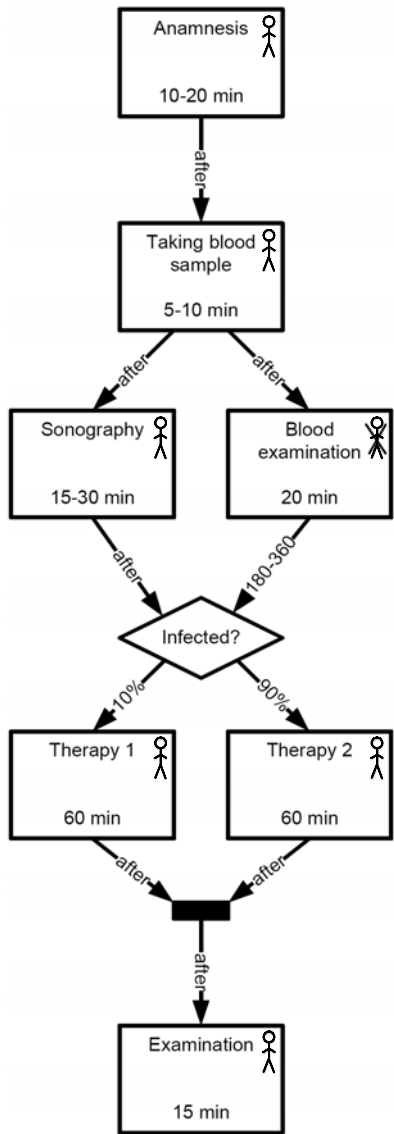 Anamnesis
10-20 min
after
Taking blood
sample
5-10 min
after
after
Sonography
15-30 min
Blood
examination
20 min
after
180-360
Infected?
10%
90%
Therapy 1
60 min
Therapy 2
60 min
after
after
after
Examination
15 min